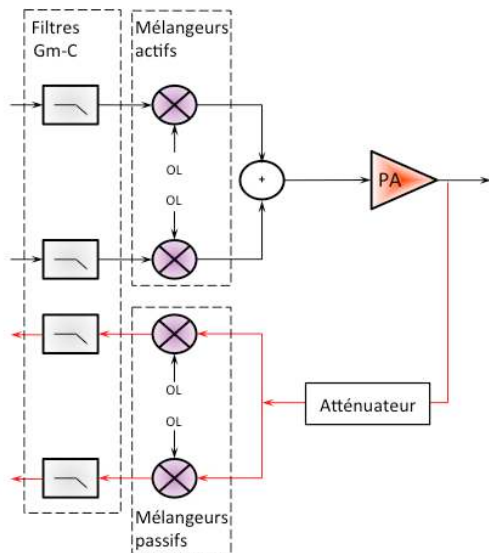 Filtres
Gm-C
Mélangeurs
actifs
OL
OL
+
PA
OL
OL
Atténuateur
Mélangeurs
passifs